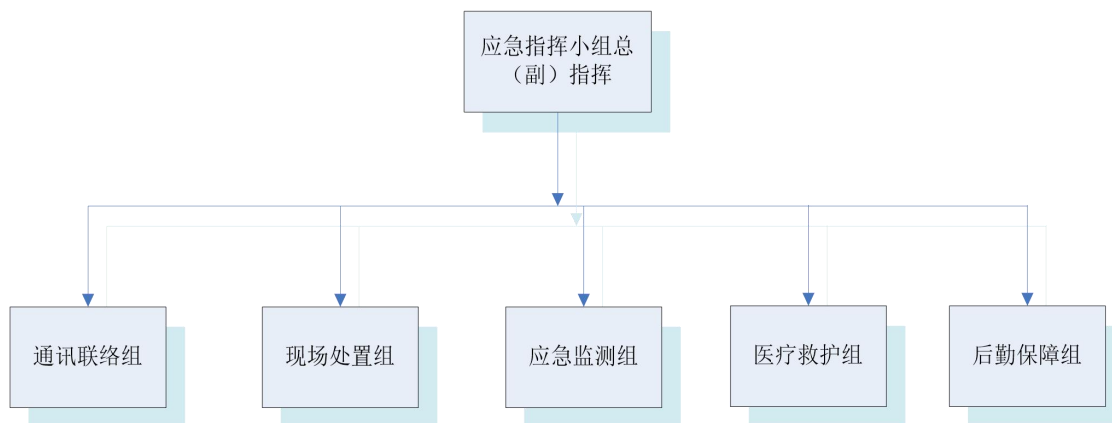 应急指挥小组总
（副）指挥
通讯联络组
现场处置组
应急监测组
医疗救护组
后勤保障组